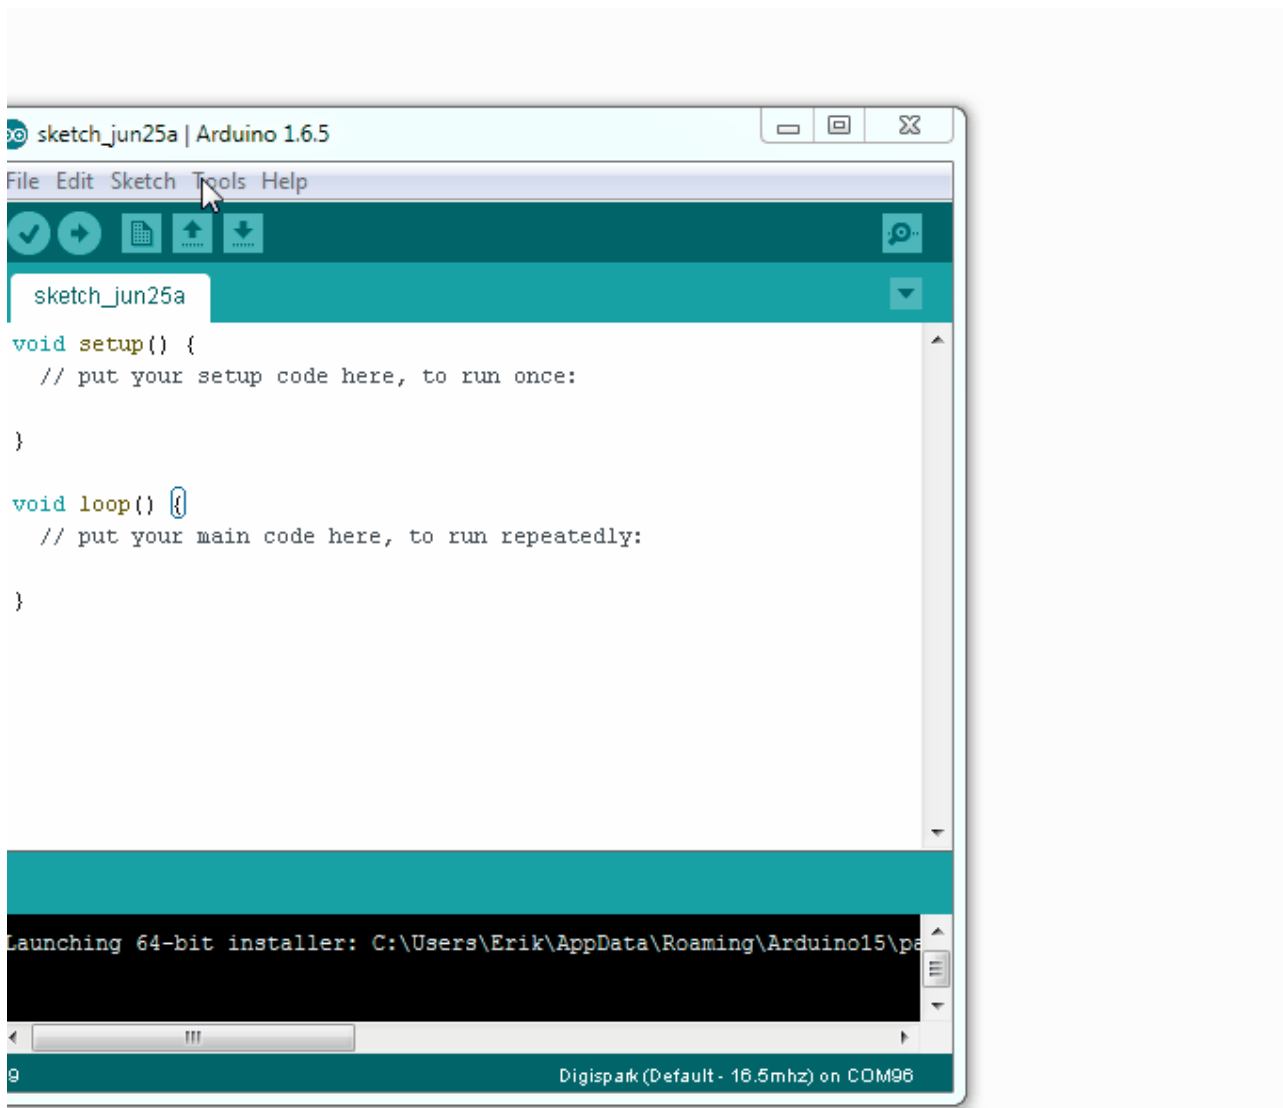 sketch_jun25a | Arduino 1.6.5
File Edit Sketch Tools Help
sketch_jun25a
void setup() {
// put your setup code here, to run once:
}
void loop() {
// put your main code here, to run repeatedly:
}
Launching 64-bit installer: C:\Users\Erik\AppData\Roaming\Arduino15\pa
9
Digispark (Default - 16.5mhz) on COM96